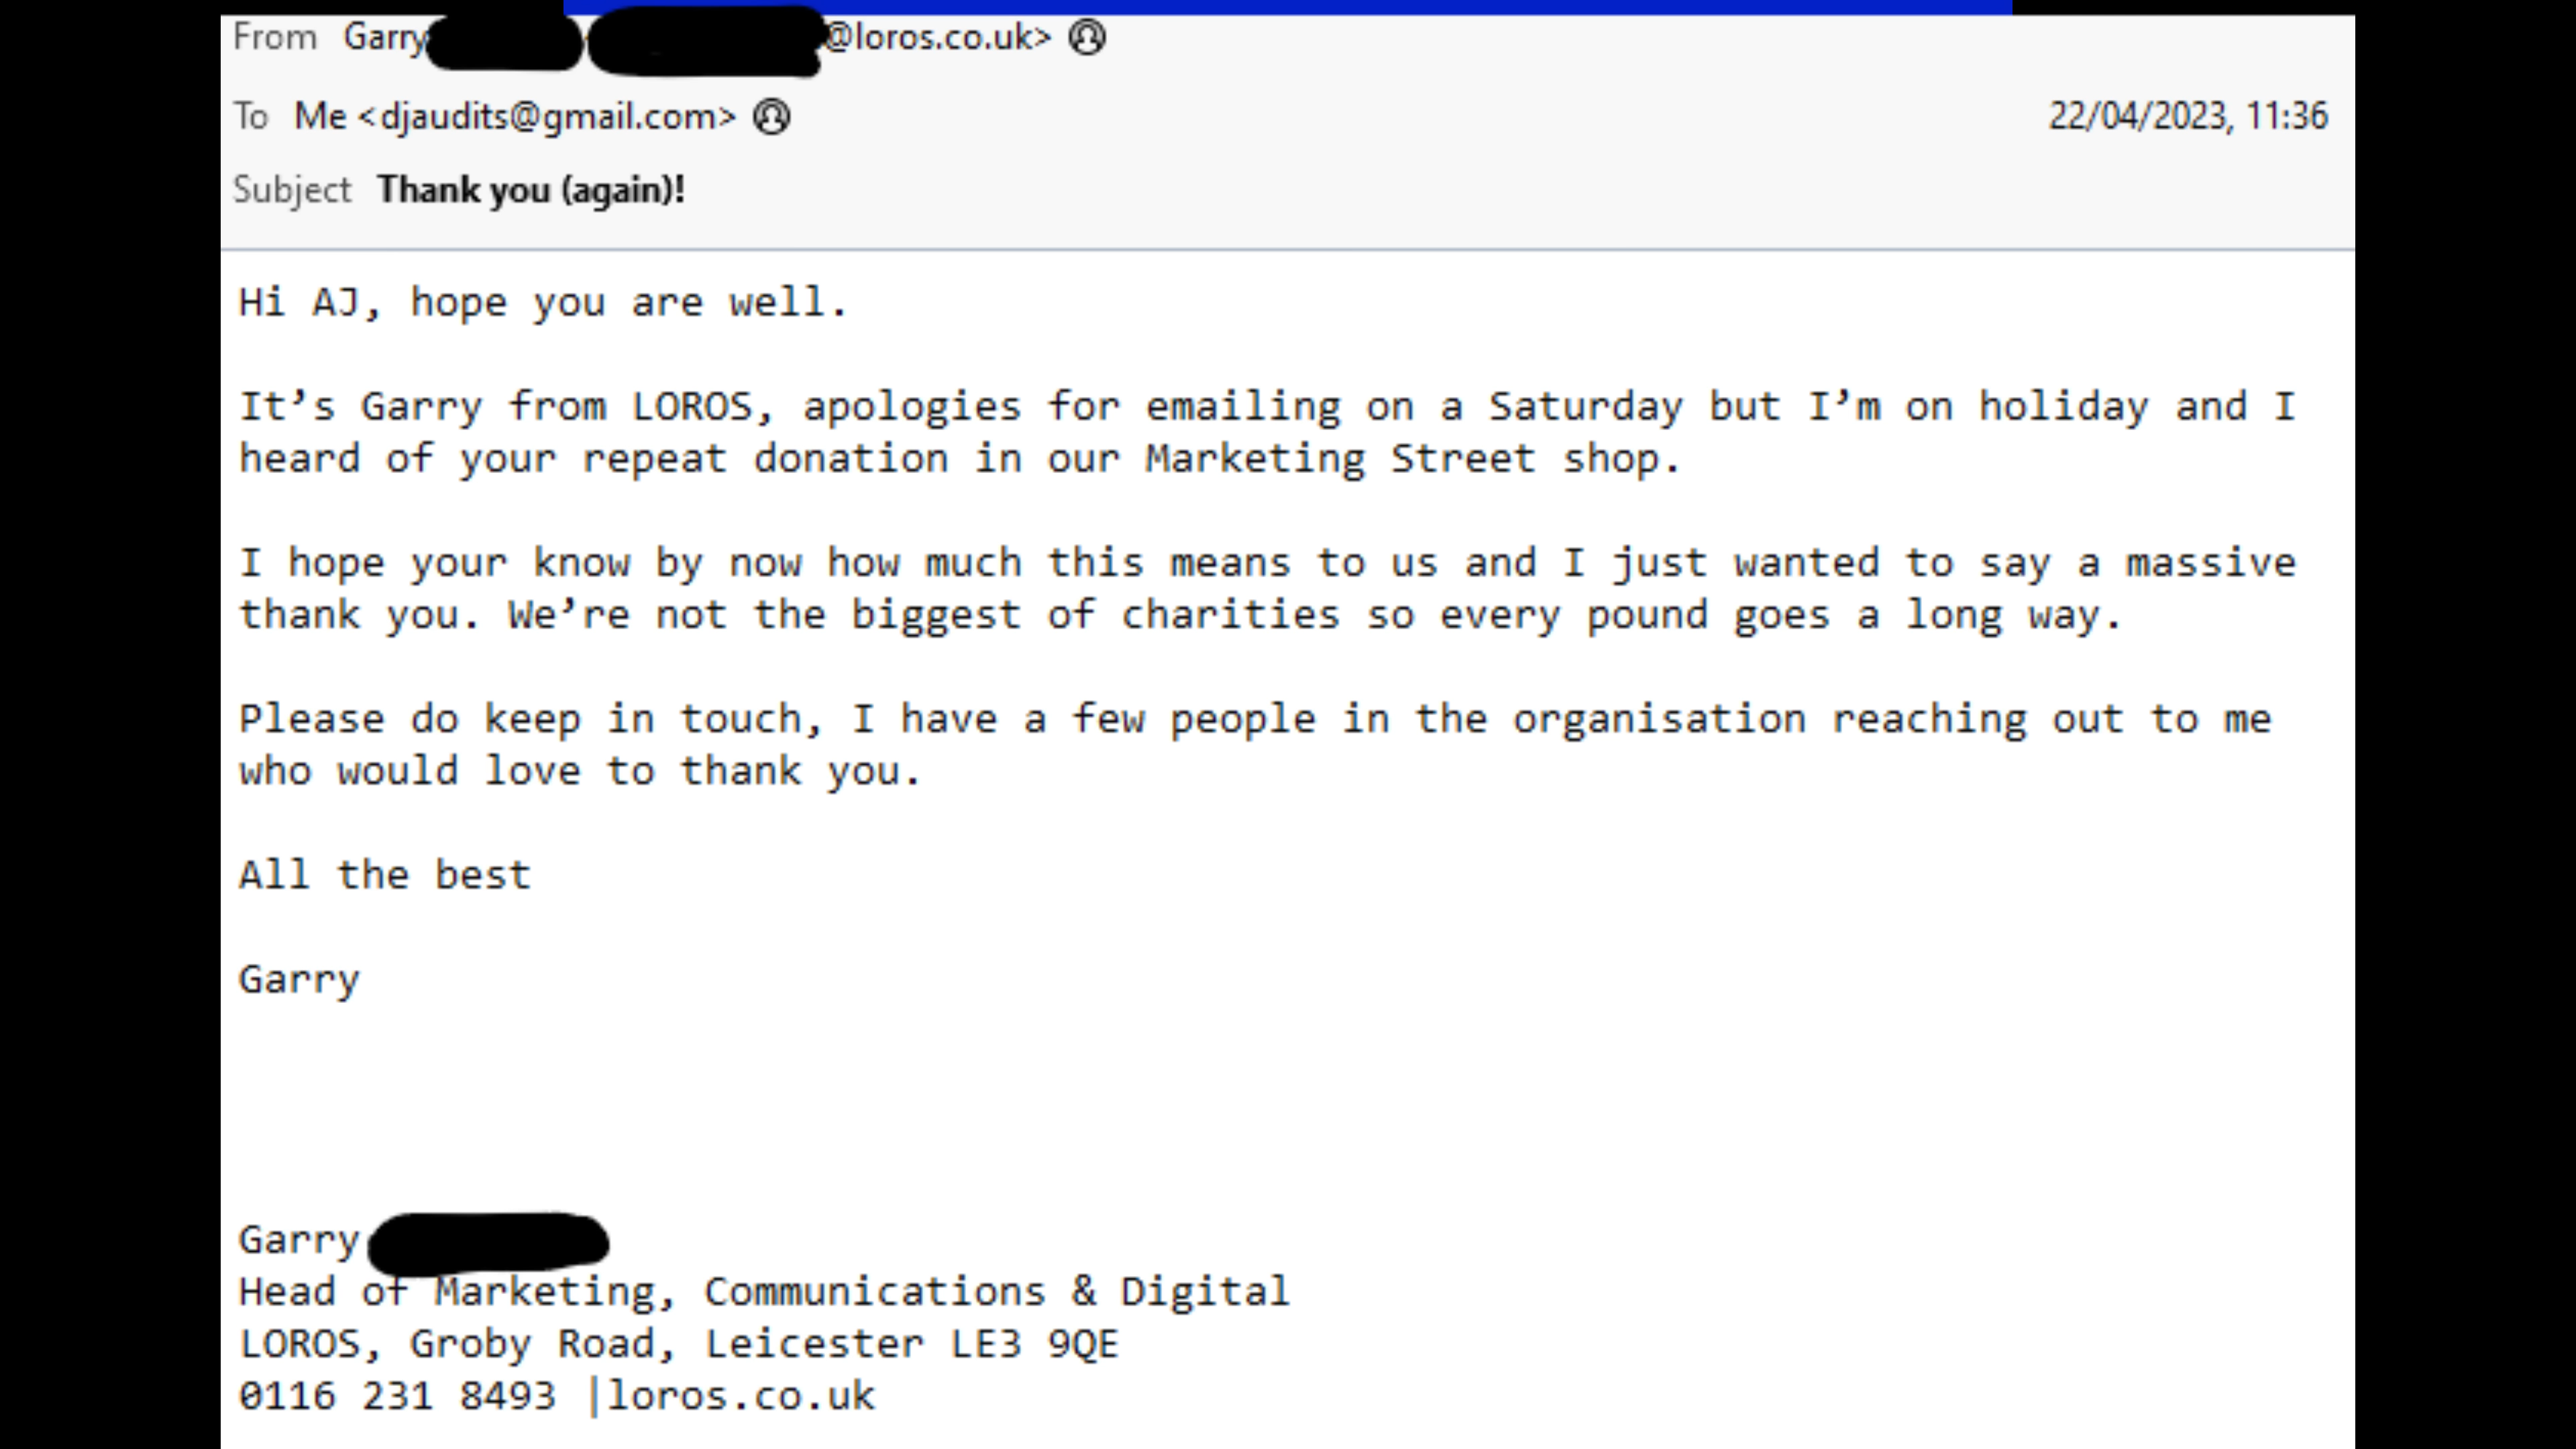 From Garry @loros.co.uk>
To Me <djaudits@gmail.com> 22/04/2023, 11:36
Subject Thank you (again)!
Hi AJ, hope you are well.
It’s Garry from LOROS, apologies for emailing on a Saturday but I’m on holiday and I
heard of your repeat donation in our Marketing Street shop.
I hope your know by now how much this means to us and I just wanted to say a massive
thank you. We’re not the biggest of charities so every pound goes a long way.
Please do keep in touch, I have a few people in the organisation reaching out to me
who would love to thank you.
All the best
Garry
Garry
Head of Marketing, Communications & Digital
LOROS, Groby Road, Leicester LE3 9QE
0116 231 8493 |loros.co.uk